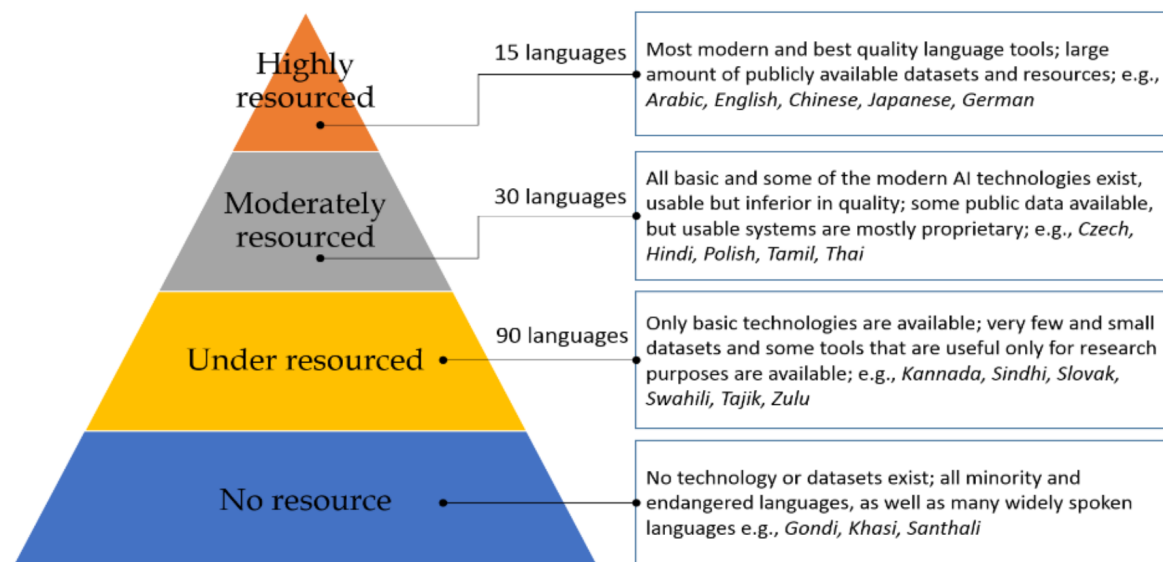 Highly
resourced
15 languages
Most modern and best quality language tools; large
amount of publicly available datasets and resources; e.g.,
Arabic, English, Chinese, Japanese, German
Moderately
resourced
30 languages
All basic and some of the modern AI technologies exist,
usable but inferior in quality; some public data available,
but usable systems are mostly proprietary; e.g., Czech,
Hindi, Polish, Tamil, Thai
Under resourced
90 languages
Only basic technologies are available; very few and small
datasets and some tools that are useful only for research
purposes are available; e.g., Kannada, Sindhi, Slovak,
Swahili, Tajik, Zulu
No resource
No technology or datasets exist; all minority and
endangered languages, as well as many widely spoken
languages e.g., Gondi, Khasi, Santhali